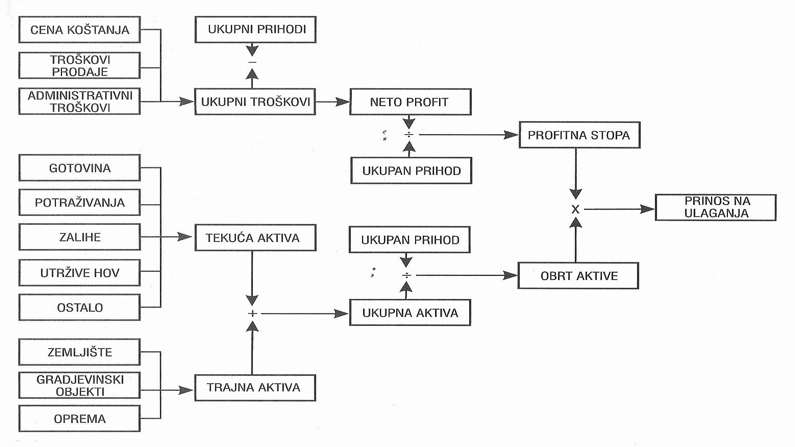 CENA KOŠTANJA
TROŠKOVI
PRODAJE
ADMINISTRATIVNI
TROŠKOVI
UKUPNI PRIHODI
−
UKUPNI TROŠKOVI
NETO PROFIT
: ÷
UKUPAN PRIHOD
PROFITNA STOPA
GOTOVINA
POTRAŽIVANJA
ZALIHE
UTRŽIVE HOV
OSTALO
TEKUĆA AKTIVA
+
ZEMLJIŠTE
GRADJEVINSKI
OBJEKTI
OPREMA
TRAJNA AKTIVA
UKUPAN PRIHOD
; ÷
UKUPNA AKTIVA
OBRT AKTIVE
X
PRINOS NA
ULAGANJA